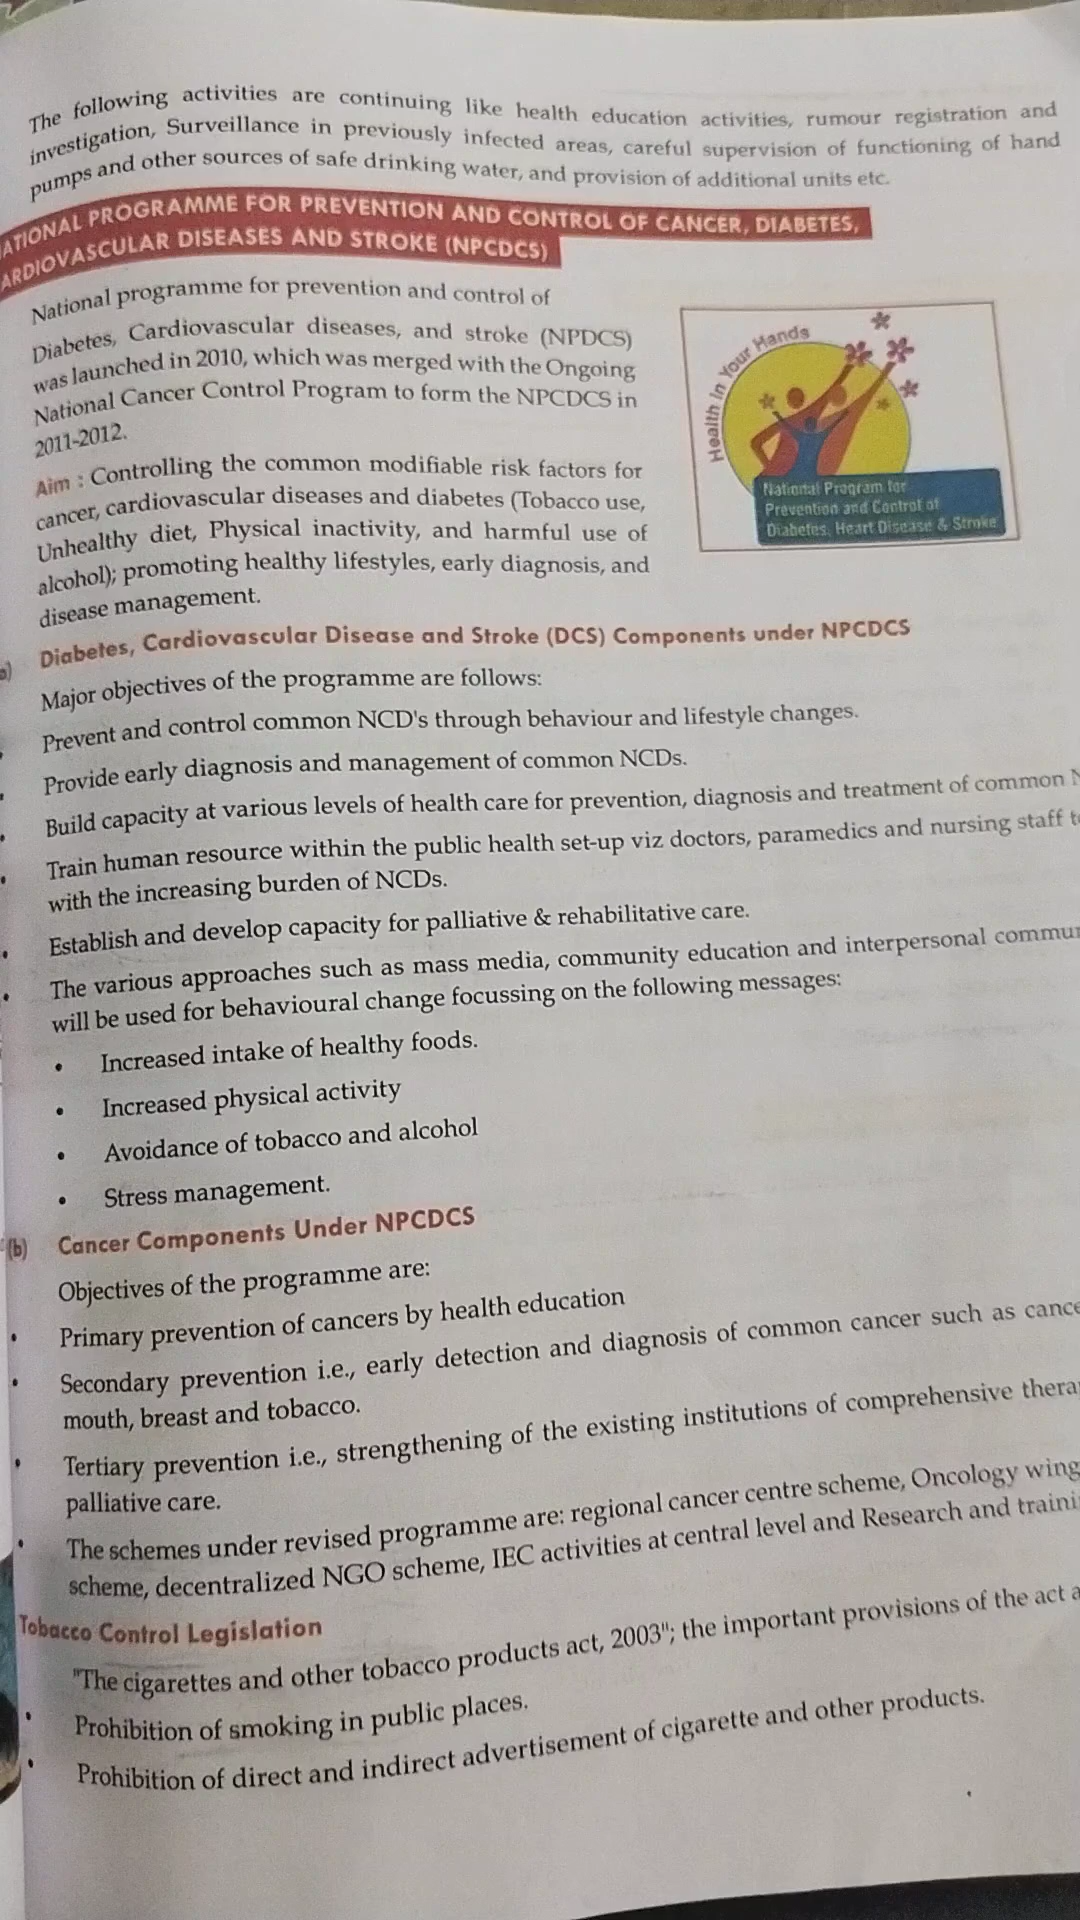 The following activities are continuing like health education activities, rumour registration and
investigation, Surveillance in previously infected areas, careful supervision of functioning of hand
pumps and other sources of safe drinking water, and provision of additional units etc.
ATIONAL PROGRAMME FOR PREVENTION AND CONTROL OF CANCER, DIABETES,
ARDIOVASCULAR DISEASES AND STROKE (NPCDCS)
National programme for prevention and control of
Diabetes, Cardiovascular diseases, and stroke (NPDCS)
was launched in 2010, which was merged with the Ongoing
National Cancer Control Program to form the NPCDCS in
2011-2012.
Aim : Controlling the common modifiable risk factors for
cancer, cardiovascular diseases and diabetes (Tobacco use,
Unhealthy diet, Physical inactivity, and harmful use of
alcohol); promoting healthy lifestyles, early diagnosis, and
disease management.
Health In Your Hands
National Program for
Prevention and Control of
Diabetes, Heart Disease & Stroke
a) Diabetes, Cardiovascular Disease and Stroke (DCS) Components under NPCDCS
Major objectives of the programme are follows:
• Prevent and control common NCD's through behaviour and lifestyle changes.
• Provide early diagnosis and management of common NCDs.
• Build capacity at various levels of health care for prevention, diagnosis and treatment of common N
• Train human resource within the public health set-up viz doctors, paramedics and nursing staff t
with the increasing burden of NCDs.
• Establish and develop capacity for palliative & rehabilitative care.
• The various approaches such as mass media, community education and interpersonal commu
will be used for behavioural change focussing on the following messages:
• Increased intake of healthy foods.
• Increased physical activity
• Avoidance of tobacco and alcohol
• Stress management.
(b) Cancer Components Under NPCDCS
Objectives of the programme are:
• Primary prevention of cancers by health education
• Secondary prevention i.e., early detection and diagnosis of common cancer such as cance
mouth, breast and tobacco.
• Tertiary prevention i.e., strengthening of the existing institutions of comprehensive thera
palliative care.
• The schemes under revised programme are: regional cancer centre scheme, Oncology wing
scheme, decentralized NGO scheme, IEC activities at central level and Research and traini
Tobacco Control Legislation
"The cigarettes and other tobacco products act, 2003"; the important provisions of the act a
• Prohibition of smoking in public places.
• Prohibition of direct and indirect advertisement of cigarette and other products.